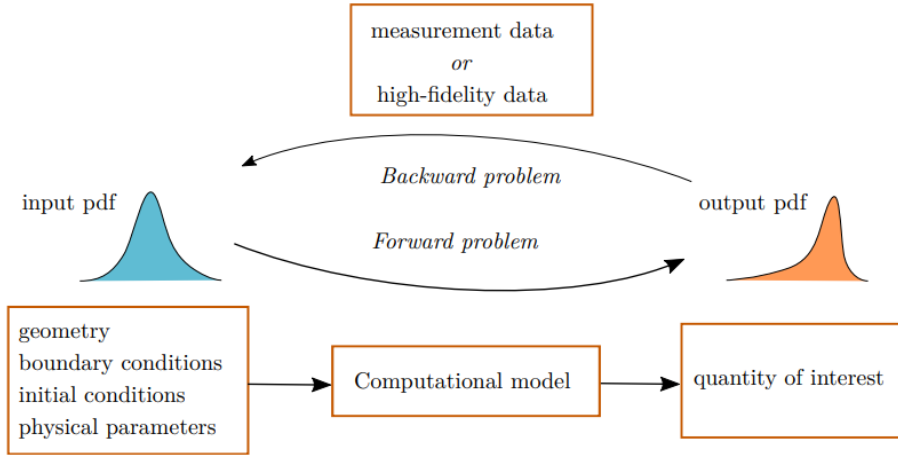 measurement data
or
high-fidelity data
Backward problem
input pdf
output pdf
Forward problem
geometry
boundary conditions
initial conditions
physical parameters
Computational model
quantity of interest